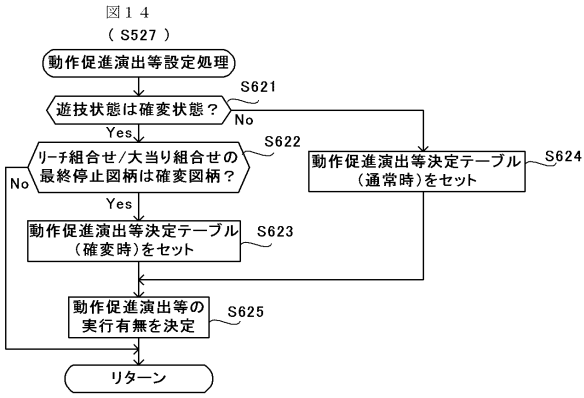 図14
(S527)
動作促進演出等設定処理
遊技状態は確変状態？
S621
No
Yes
リーチ組合せ/大当り組合せの
最終停止図柄は確変図柄？
S622
No
動作促進演出等決定テーブル
(通常時)をセット
S624
Yes
動作促進演出等決定テーブル
(確変時)をセット
S623
動作促進演出等の
実行有無を決定
S625
リターン